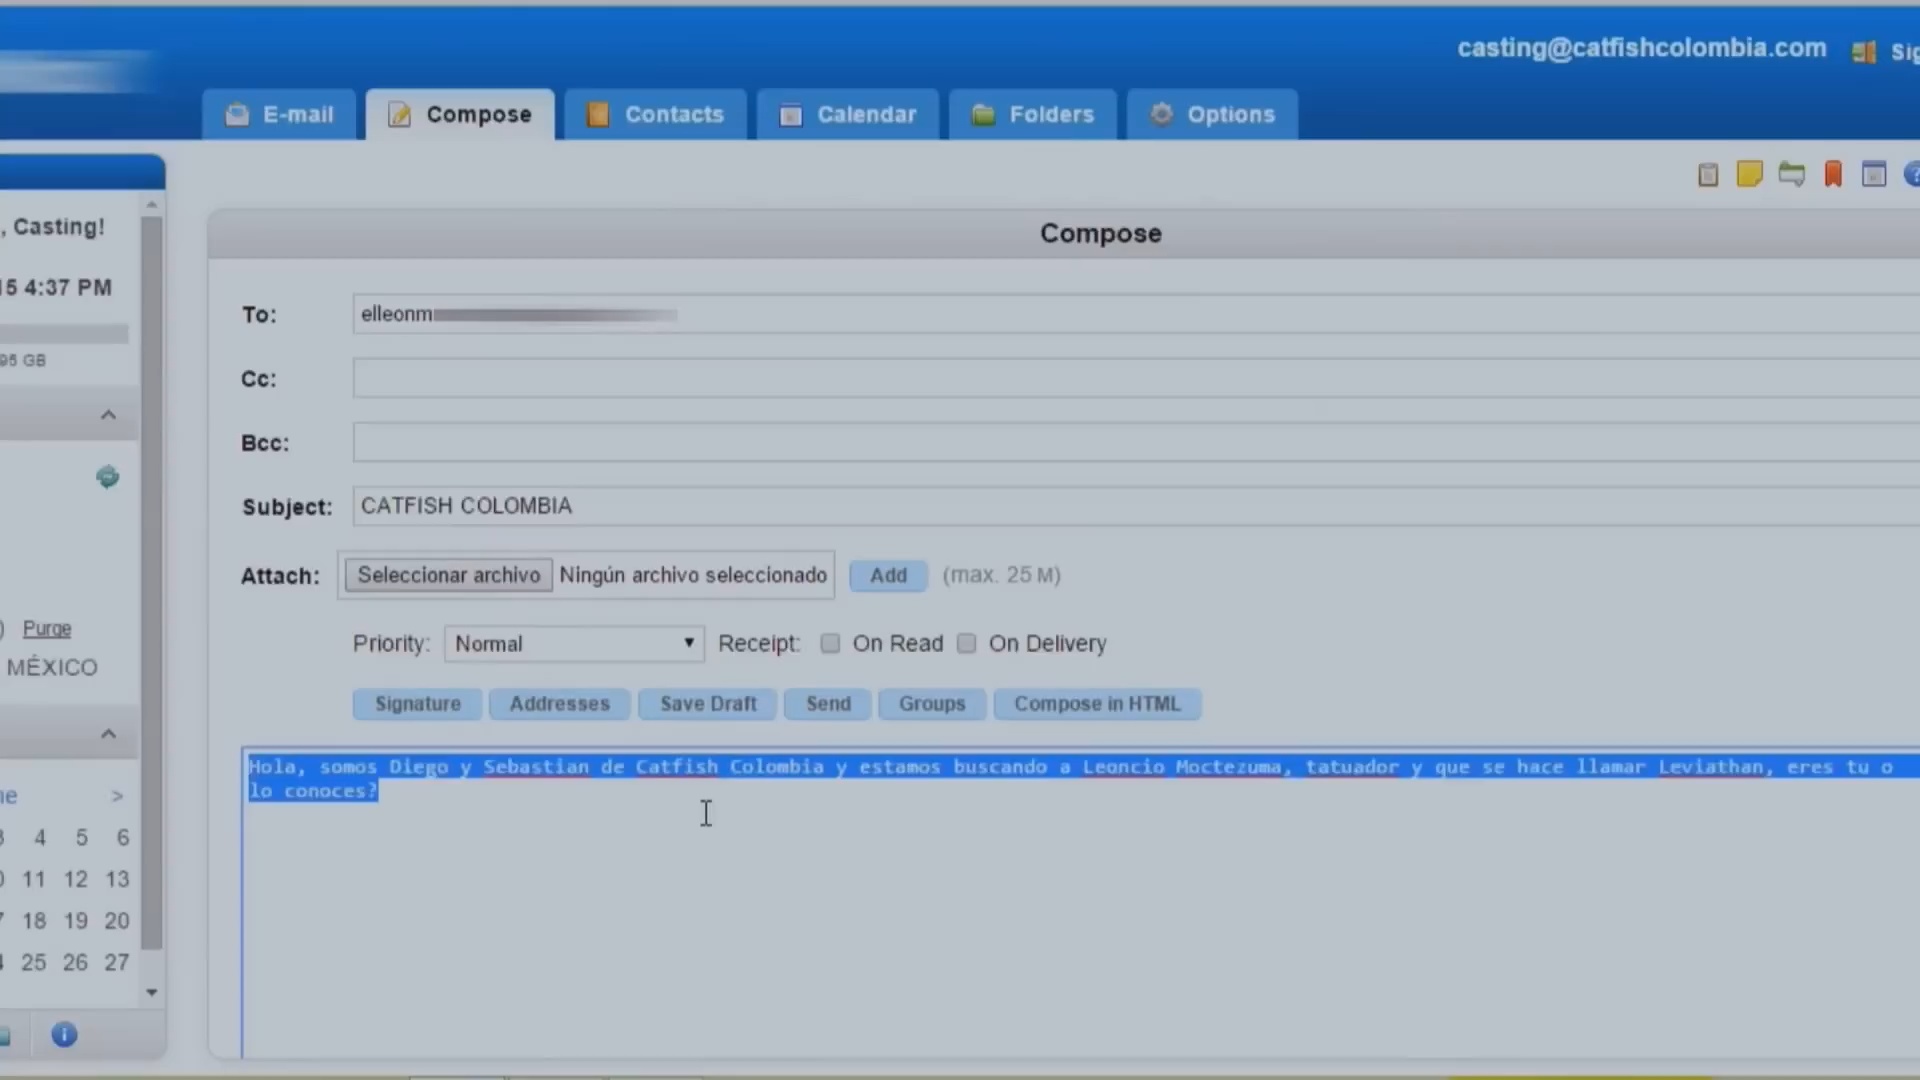 casting@catfishcolombia.com
E-mail Compose Contacts Calendar Folders Options
, Casting!
15 4:37 PM
95 GB
Compose
To: elleonm
Cc:
Bcc:
Subject: CATFISH COLOMBIA
Attach: Seleccionar archivo Ningún archivo seleccionado Add (max. 25 M)
Priority: Normal Receipt: On Read On Delivery
Signature Addresses Save Draft Send Groups Compose in HTML
) Purge
MÉXICO
Hola, somos Diego y Sebastian de Catfish Colombia y estamos buscando a Leoncio Moctezuma, tatuador y que se hace llamar Leviathan, eres tu o
lo conoces?
>
4 5 6
11 12 13
18 19 20
25 26 27